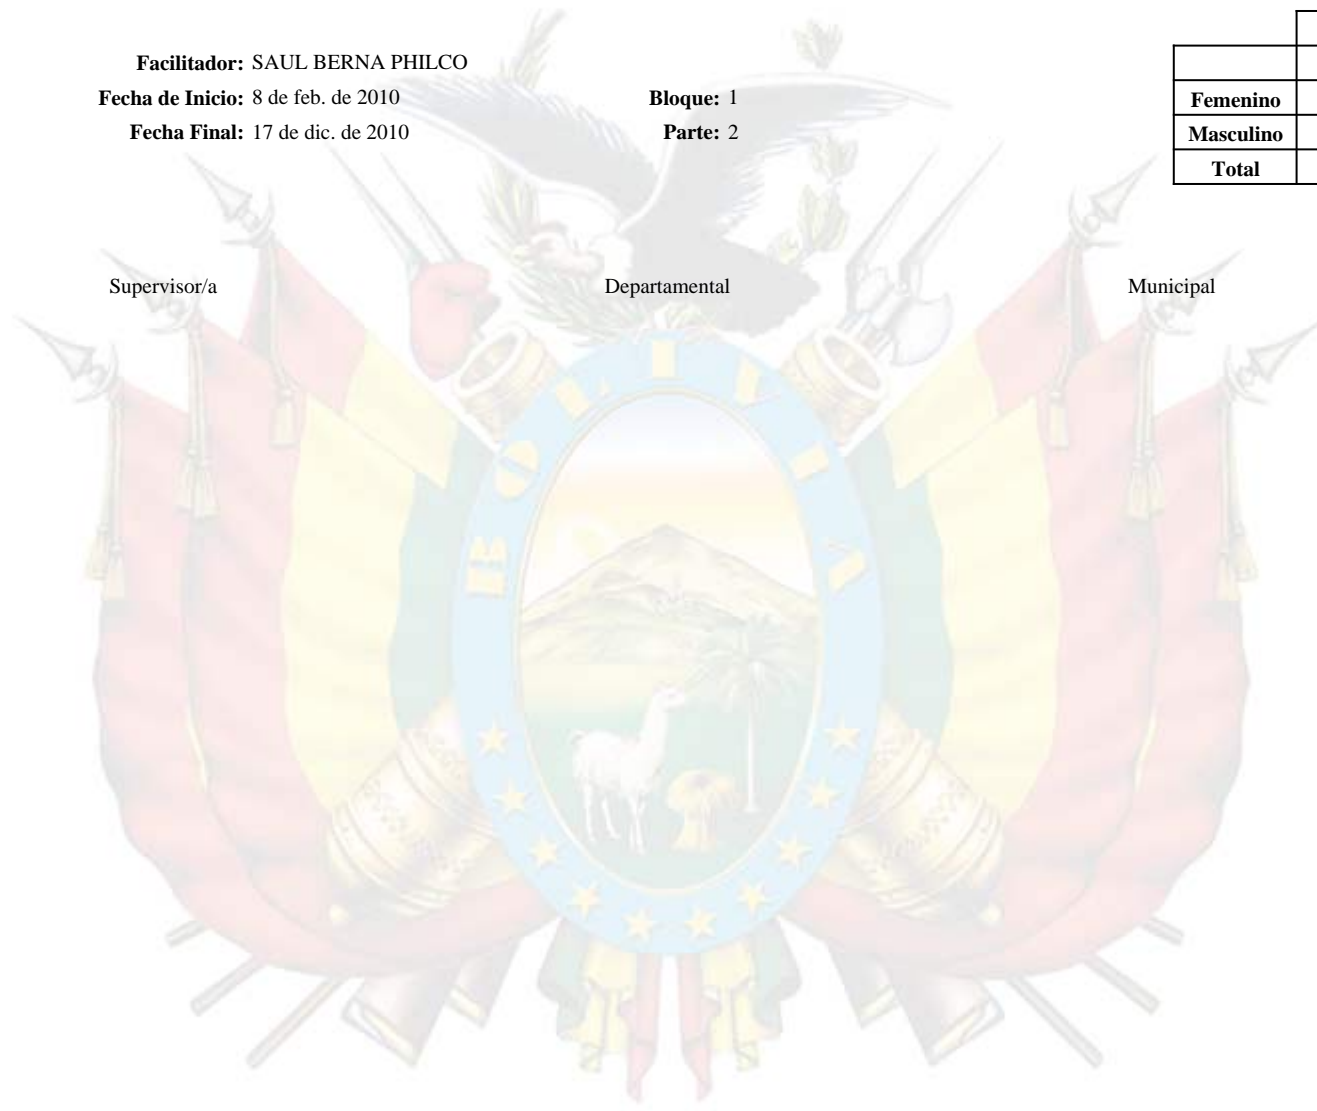 Facilitador: SAUL BERNA PHILCO
Fecha de Inicio: 8 de feb. de 2010 Bloque: 1
Femenino
Fecha Final: 17 de dic. de 2010 Parte: 2
Masculino
Total
Supervisor/a Departamental Municipal
BOLIVIA